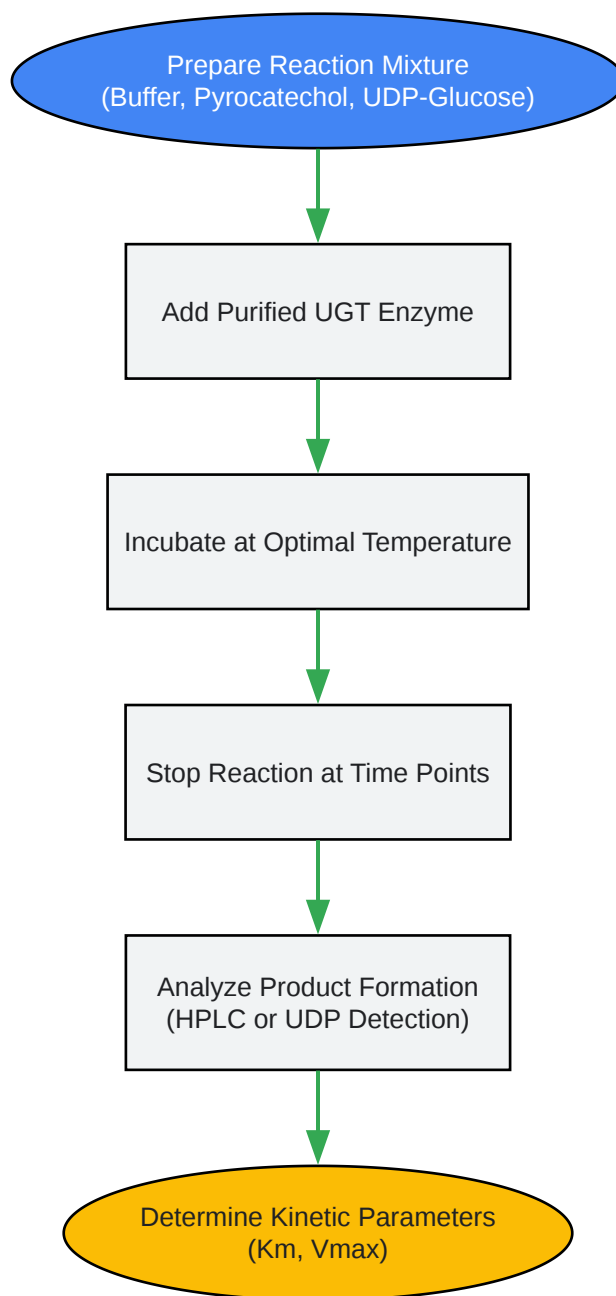 Prepare Reaction Mixture
(Buffer, Pyrocatechol, UDP-Glucose)
Add Purified UGT Enzyme
Incubate at Optimal Temperature
Stop Reaction at Time Points
Analyze Product Formation
(HPLC or UDP Detection)
Determine Kinetic Parameters
(Km, Vmax)